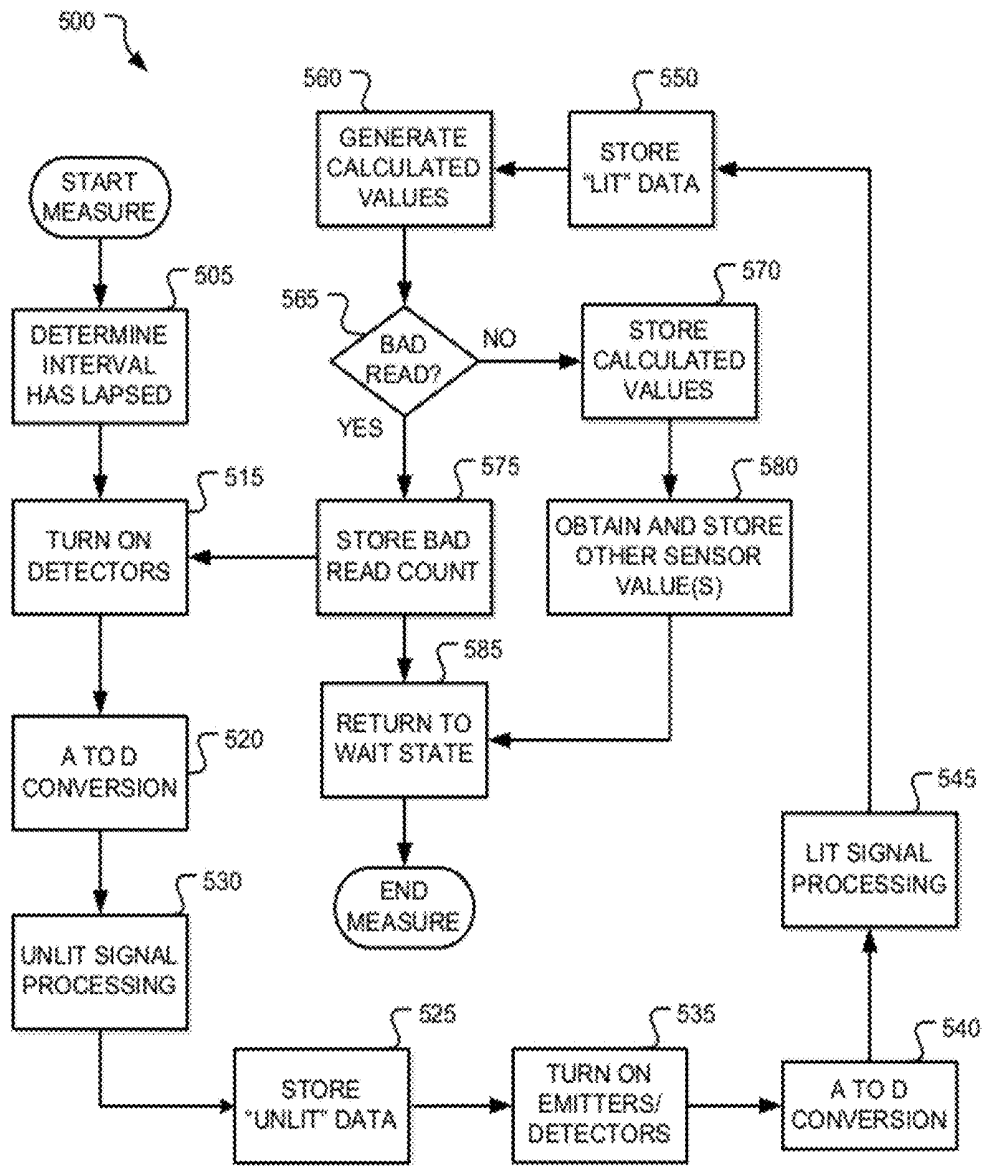 500
START
MEASURE
505
DETERMINE
INTERVAL
HAS LAPSED
515
TURN ON
DETECTORS
520
A TO D
CONVERSION
530
UNLIT SIGNAL
PROCESSING
525
STORE
"UNLIT" DATA
535
TURN ON
EMITTERS/
DETECTORS
540
A TO D
CONVERSION
545
LIT SIGNAL
PROCESSING
550
STORE
"LIT" DATA
560
GENERATE
CALCULATED
VALUES
565
BAD
READ?
NO
YES
570
STORE
CALCULATED
VALUES
575
STORE BAD
READ COUNT
580
OBTAIN AND STORE
OTHER SENSOR
VALUE(S)
585
RETURN TO
WAIT STATE
END
MEASURE